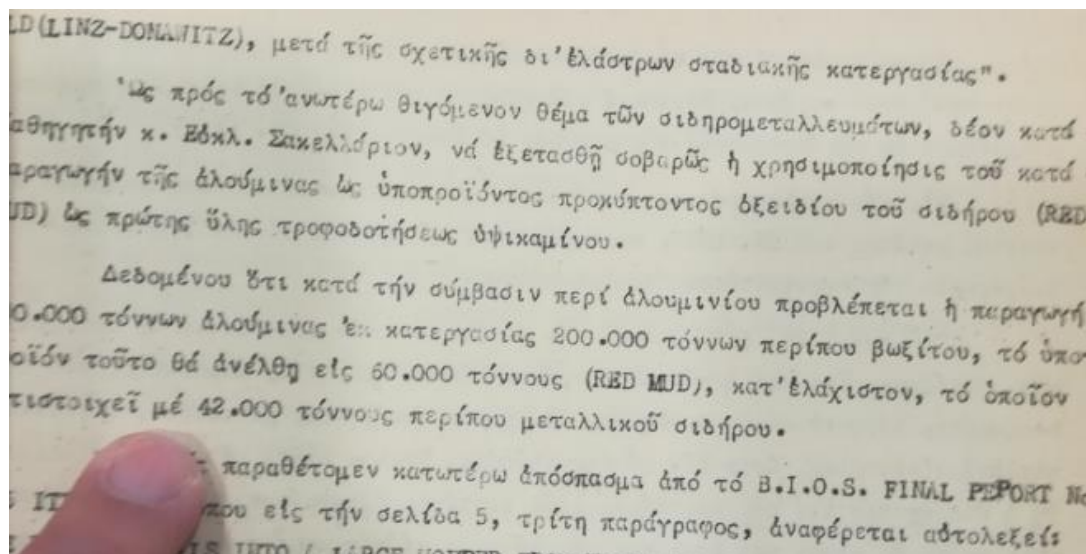 LD(LINZ-DONAWITZ), μετά τῆς σχετικῆς δι'ἐλάστρων σταδιακῆς κατεργασίας".
Ὡς πρός τό ἀνωτέρω θιγόμενον θέμα τῶν σιδηρομεταλλευμάτων, δέον κατά
αθηγητήν κ. Εὐκλ. Σακελλάριον, νά ἐξετασθῇ σοβαρῶς ἡ χρησιμοποίησις τοῦ κατά
αραγωγήν τῆς ἀλούμινας ὡς ὑποπροϊόντος προκύπτοντος ὀξειδίου τοῦ σιδήρου (RED
UD) ὡς πρώτης ὕλης τροφοδοτήσεως ὑψικαμίνου.
Δεδομένου ὅτι κατά τήν σύμβασιν περί ἀλουμινίου προβλέπεται ἡ παραγωγή
0.000 τόννων ἀλούμινας ἐκ κατεργασίας 200.000 τόννων περίπου βωξίτου, τό ὑπο
οϊόν τοῦτο θά ἀνέλθῃ εἰς 60.000 τόννους (RED MUD), κατ'ἐλάχιστον, τό ὁποῖον
τιστοιχεῖ μέ 42.000 τόννους περίπου μεταλλικοῦ σιδήρου.
παραθέτομεν κατωτέρω ἀπόσπασμα ἀπό τό B.I.O.S. FINAL REPORT No
που εἰς τήν σελίδα 5, τρίτη παράγραφος, ἀναφέρεται αὐτολεξεί:
INTO